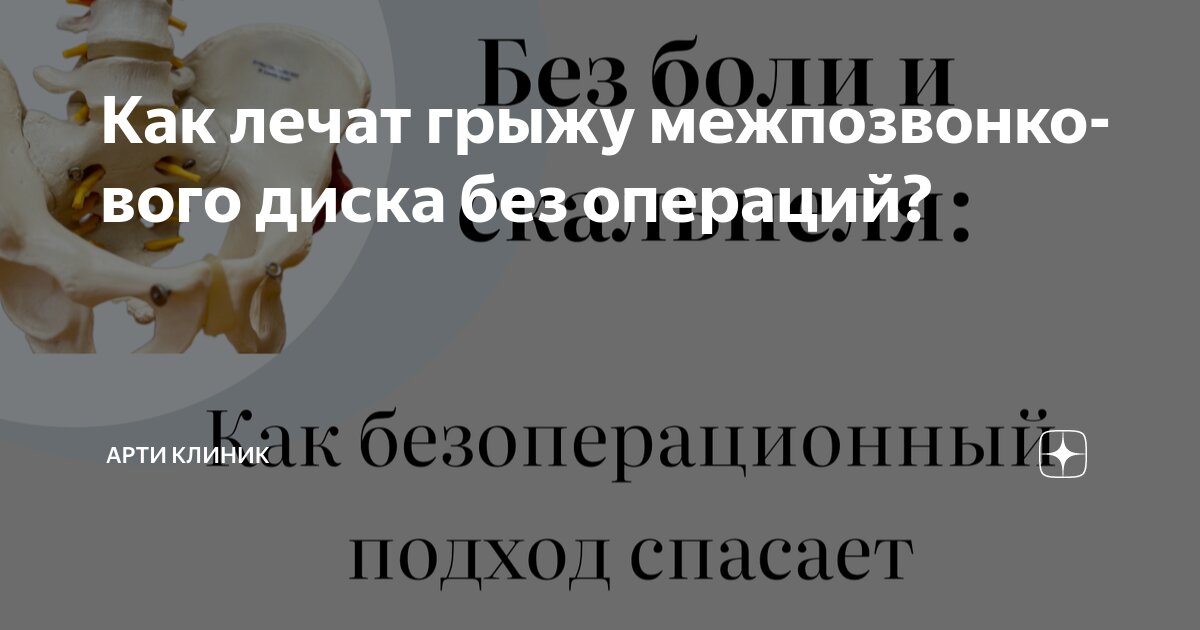 Без боли и
Как лечат грыжу межпозвонко-
вого диска без операций?
скальпеля:
АРТИ КЛИНИК
Как безоперационный
подход спасает